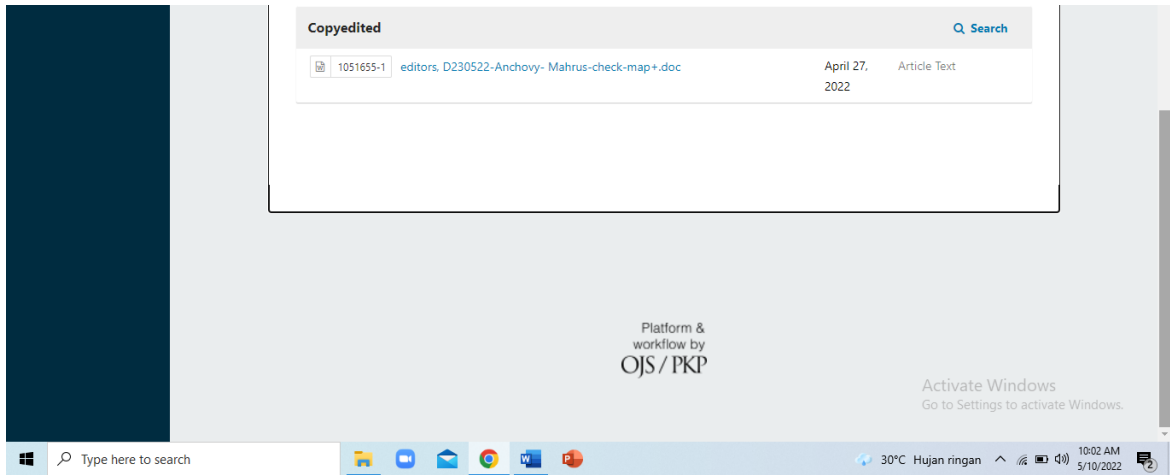 Copyedited
Search
1051655-1 editors, D230522-Anchovy- Mahrus-check-map+.doc April 27, Article Text
2022
Platform &
workflow by
OJS / PKP
Activate Windows
Go to Settings to activate Windows.
Type here to search
30°C Hujan ringan
10:02 AM
5/10/2022
2